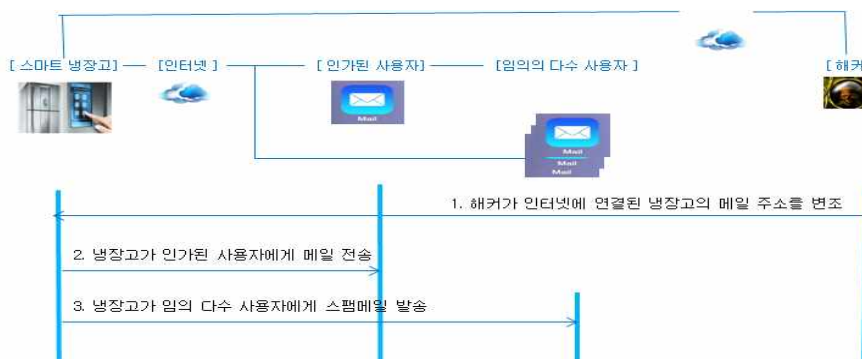 [ 스마트 냉장고] [인터넷 ] [ 인가된 사용자] [임의의 다수 사용자 ] [ 해커
Mail
Mail
Mail
Mail
1. 해커가 인터넷에 연결된 냉장고의 메일 주소를 변조
2. 냉장고가 인가된 사용자에게 메일 전송
3. 냉장고가 임의 다수 사용자에게 스팸메일 발송